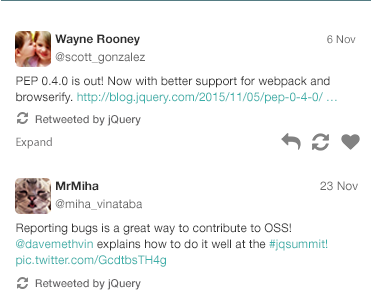 Wayne Rooney 6 Nov
@scott_gonzalez
PEP 0.4.0 is out! Now with better support for webpack and
browserify. http://blog.jquery.com/2015/11/05/pep-0-4-0/ …
Retweeted by jQuery
Expand
MrMiha 23 Nov
@miha_vinataba
Reporting bugs is a great way to contribute to OSS!
@davemethvin explains how to do it well at the #jqsummit!
pic.twitter.com/GcdtbsTH4g
Retweeted by jQuery